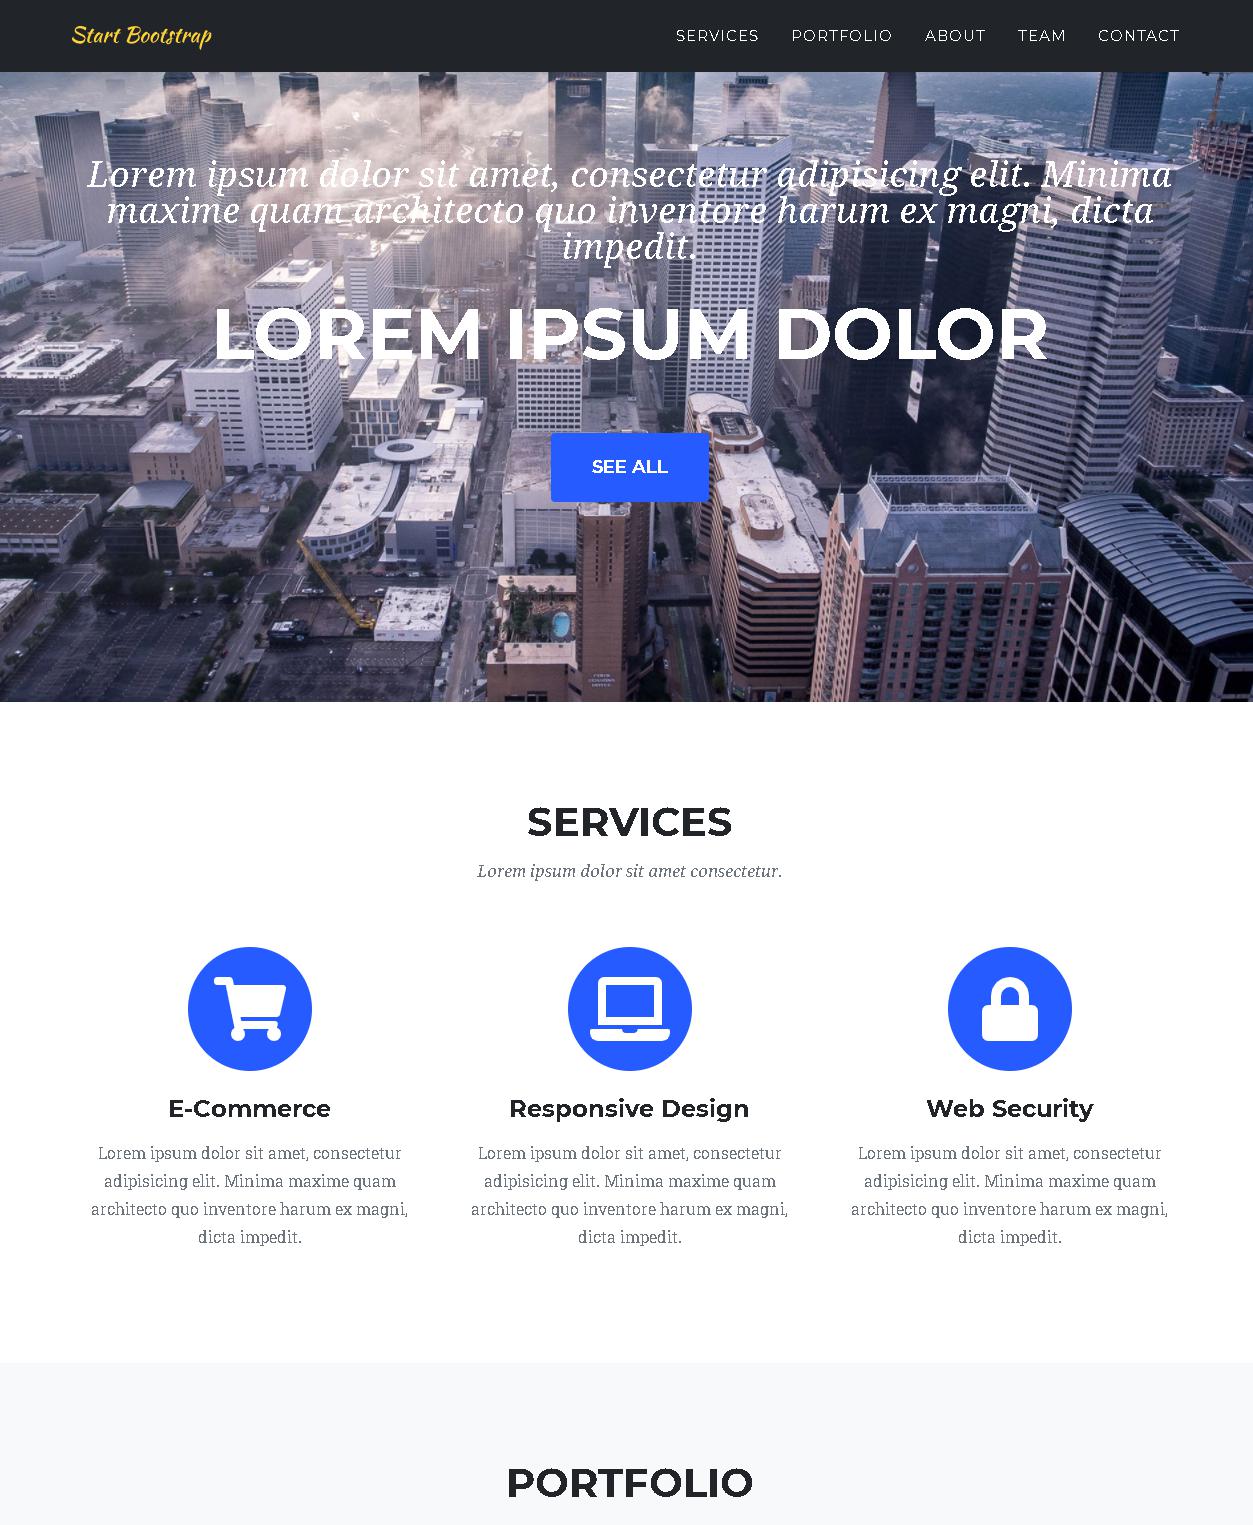 Start Bootstrap
SERVICES PORTFOLIO ABOUT TEAM CONTACT
Lorem ipsum dolor sit amet, consectetur adipisicing elit. Minima
maxime quam architecto quo inventore harum ex magni, dicta
impedit.
LOREM IPSUM DOLOR
SEE ALL
SERVICES
Lorem ipsum dolor sit amet consectetur.
E-Commerce
Lorem ipsum dolor sit amet, consectetur
adipisicing elit. Minima maxime quam
architecto quo inventore harum ex magni,
dicta impedit.
Responsive Design
Lorem ipsum dolor sit amet, consectetur
adipisicing elit. Minima maxime quam
architecto quo inventore harum ex magni,
dicta impedit.
Web Security
Lorem ipsum dolor sit amet, consectetur
adipisicing elit. Minima maxime quam
architecto quo inventore harum ex magni,
dicta impedit.
PORTFOLIO